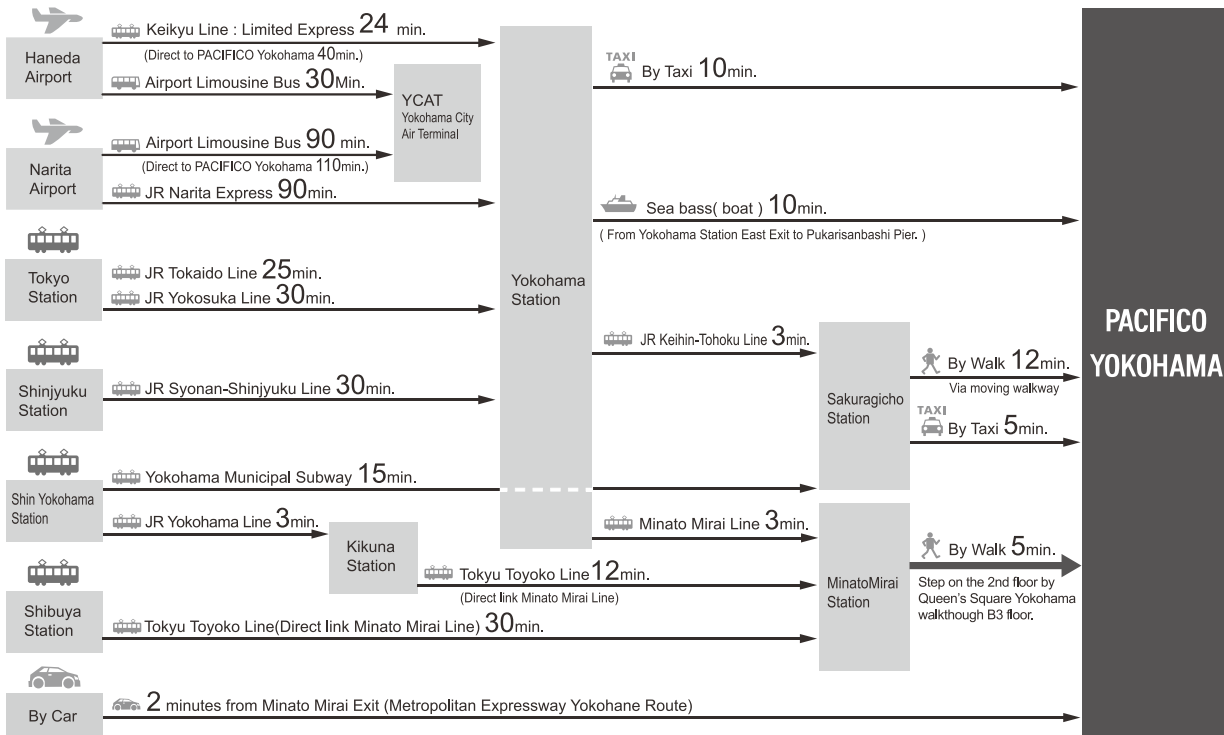 Haneda
Airport
Keikyu Line : Limited Express 24 min.
(Direct to PACIFICO Yokohama 40min.)
Airport Limousine Bus 30Min.
YCAT
Yokohama City
Air Terminal
Narita
Airport
Airport Limousine Bus 90 min.
(Direct to PACIFICO Yokohama 110min.)
JR Narita Express 90min.
Tokyo
Station
JR Tokaido Line 25min.
JR Yokosuka Line 30min.
Shinjyuku
Station
JR Syonan-Shinjyuku Line 30min.
Shin Yokohama
Station
Yokohama Municipal Subway 15min.
JR Yokohama Line 3min.
Kikuna
Station
Tokyu Toyoko Line 12min.
(Direct link Minato Mirai Line)
Shibuya
Station
Tokyu Toyoko Line(Direct link Minato Mirai Line) 30min.
By Car
2 minutes from Minato Mirai Exit (Metropolitan Expressway Yokohane Route)
Yokohama
Station
TAXI
By Taxi 10min.
Sea bass( boat ) 10min.
( From Yokohama Station East Exit to Pukarisanbashi Pier. )
JR Keihin-Tohoku Line 3min.
Minato Mirai Line 3min.
Sakuragicho
Station
By Walk 12min.
Via moving walkway
TAXI
By Taxi 5min.
MinatoMirai
Station
By Walk 5min.
Step on the 2nd floor by
Queen's Square Yokohama
walkthough B3 floor.
PACIFICO
YOKOHAMA